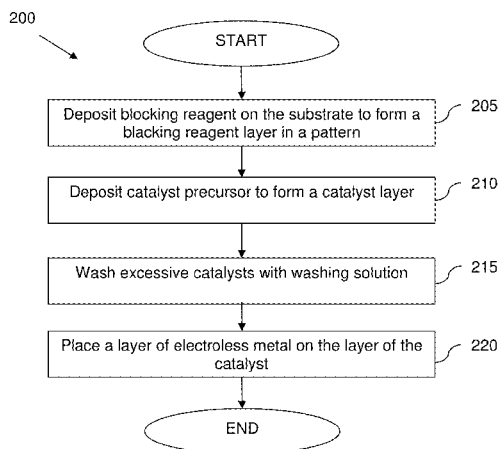 200
START
Deposit blocking reagent on the substrate to form a
blacking reagent layer in a pattern
205
Deposit catalyst precursor to form a catalyst layer
210
Wash excessive catalysts with washing solution
215
Place a layer of electroless metal on the layer of the
catalyst
220
END